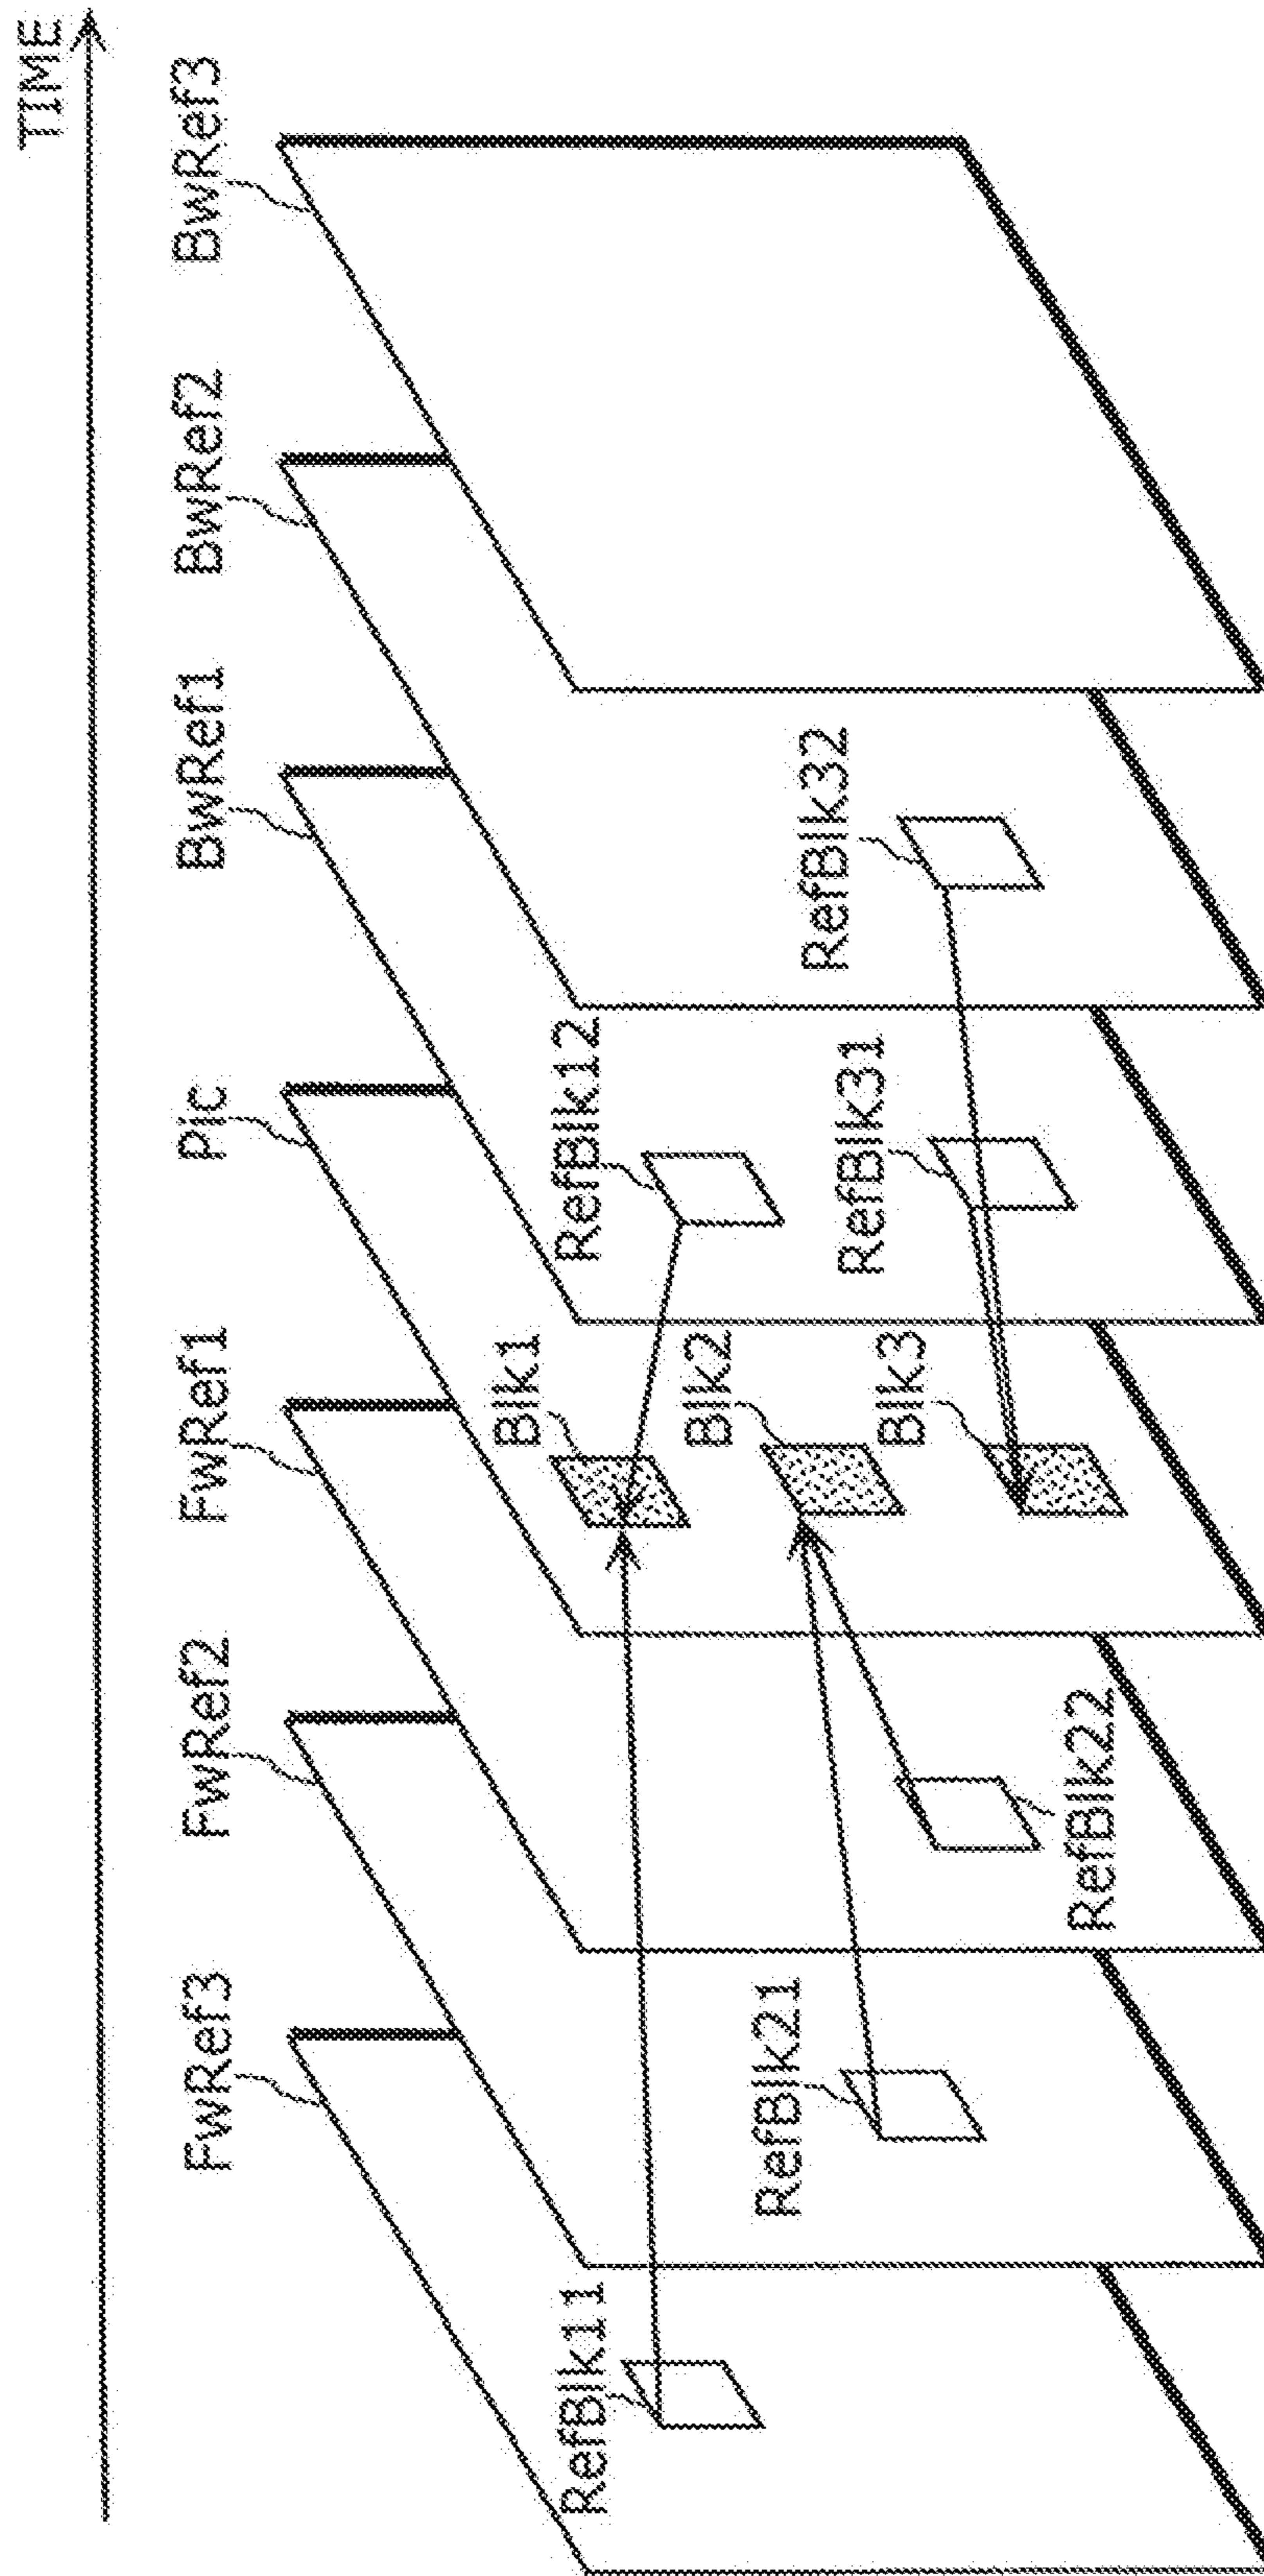 TIME
FwRef3
FwRef2
FwRef1
Pic
BwRef1
BwRef2
BwRef3
RefBlk11
Blk1
RefBlk12
RefBlk21
Blk2
RefBlk22
Blk3
RefBlk31
RefBlk32